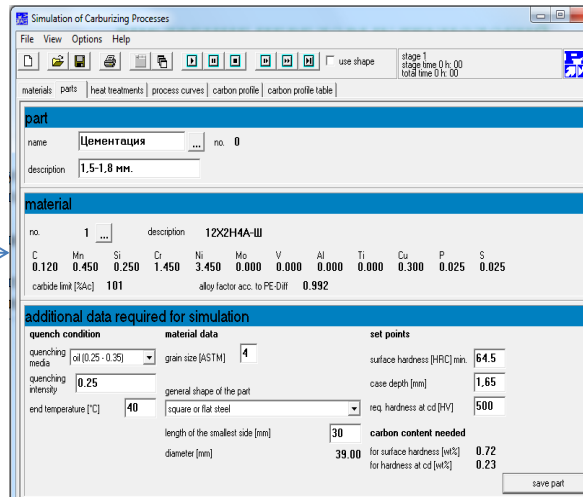 Simulation of Carburizing Processes
File View Options Help
use shape
stage 1
stage time 0 h: 00
total time 0 h: 00
materials parts heat treatments process curves carbon profile carbon profile table
part
name Цементация ... no. 0
description 1,5-1,8 мм.
material
no. 1 ... description 12Х2Н4А-Ш
C Mn Si Cr Ni Mo V Al Ti Cu P S
0.120 0.450 0.250 1.450 3.450 0.000 0.000 0.000 0.000 0.300 0.025 0.025
carbide limit [%Ac] 101 alloy factor acc. to PE-Diff 0.992
additional data required for simulation
quench condition material data set points
quenching media oil (0.25 - 0.35) grain size [ASTM] 4 surface hardness [HRC] min. 64.5
quenching intensity 0.25 general shape of the part case depth [mm] 1,65
end temperature [°C] 40 square or flat steel req. hardness at cd [HV] 500
length of the smallest side [mm] 30 carbon content needed
diameter [mm] 39.00 for surface hardness [wt%] 0.72
for hardness at cd [wt%] 0.23
save part